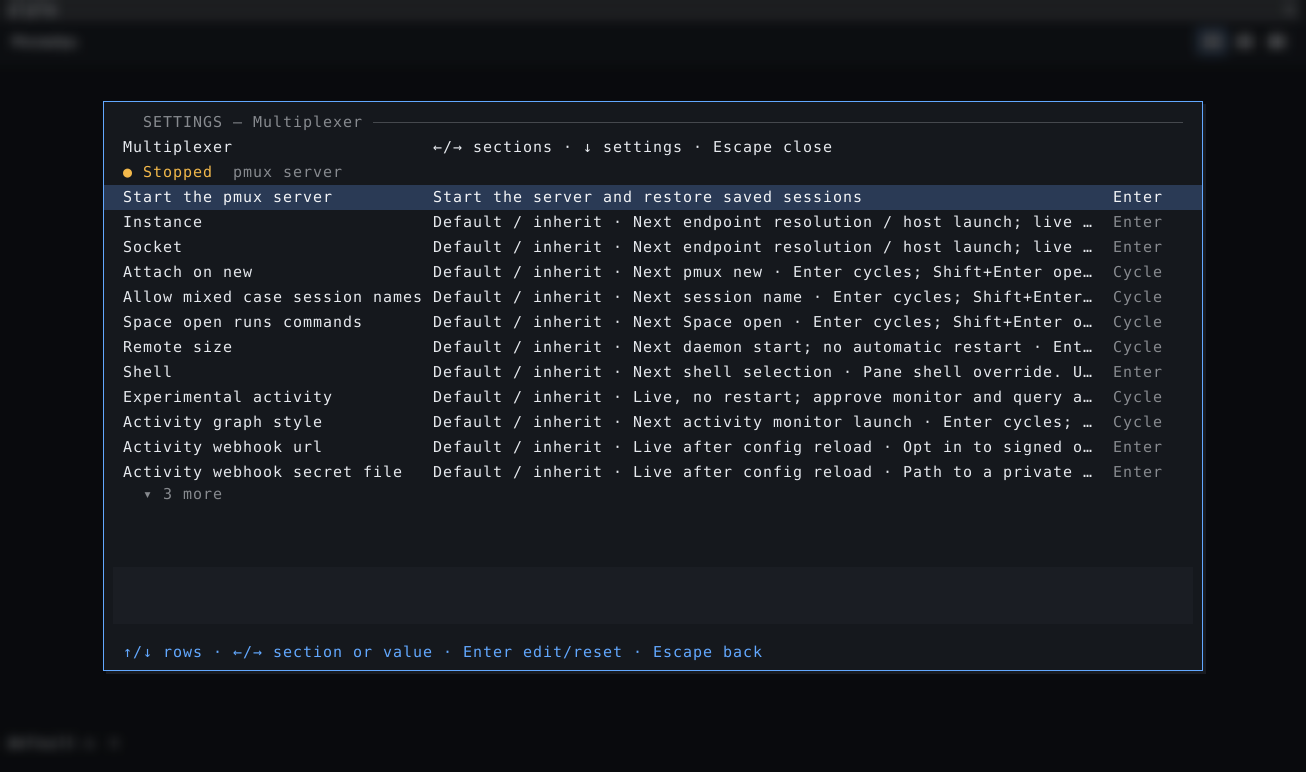 SETTINGS — Multiplexer
Multiplexer ←/→ sections · ↓ settings · Escape close
● Stopped pmux server
Start the pmux server Start the server and restore saved sessions Enter
Instance Default / inherit · Next endpoint resolution / host launch; live … Enter
Socket Default / inherit · Next endpoint resolution / host launch; live … Enter
Attach on new Default / inherit · Next pmux new · Enter cycles; Shift+Enter ope… Cycle
Allow mixed case session names Default / inherit · Next session name · Enter cycles; Shift+Enter… Cycle
Space open runs commands Default / inherit · Next Space open · Enter cycles; Shift+Enter o… Cycle
Remote size Default / inherit · Next daemon start; no automatic restart · Ent… Cycle
Shell Default / inherit · Next shell selection · Pane shell override. U… Enter
Experimental activity Default / inherit · Live, no restart; approve monitor and query a… Cycle
Activity graph style Default / inherit · Next activity monitor launch · Enter cycles; … Cycle
Activity webhook url Default / inherit · Live after config reload · Opt in to signed o… Enter
Activity webhook secret file Default / inherit · Live after config reload · Path to a private … Enter
▾ 3 more
↑/↓ rows · ←/→ section or value · Enter edit/reset · Escape back